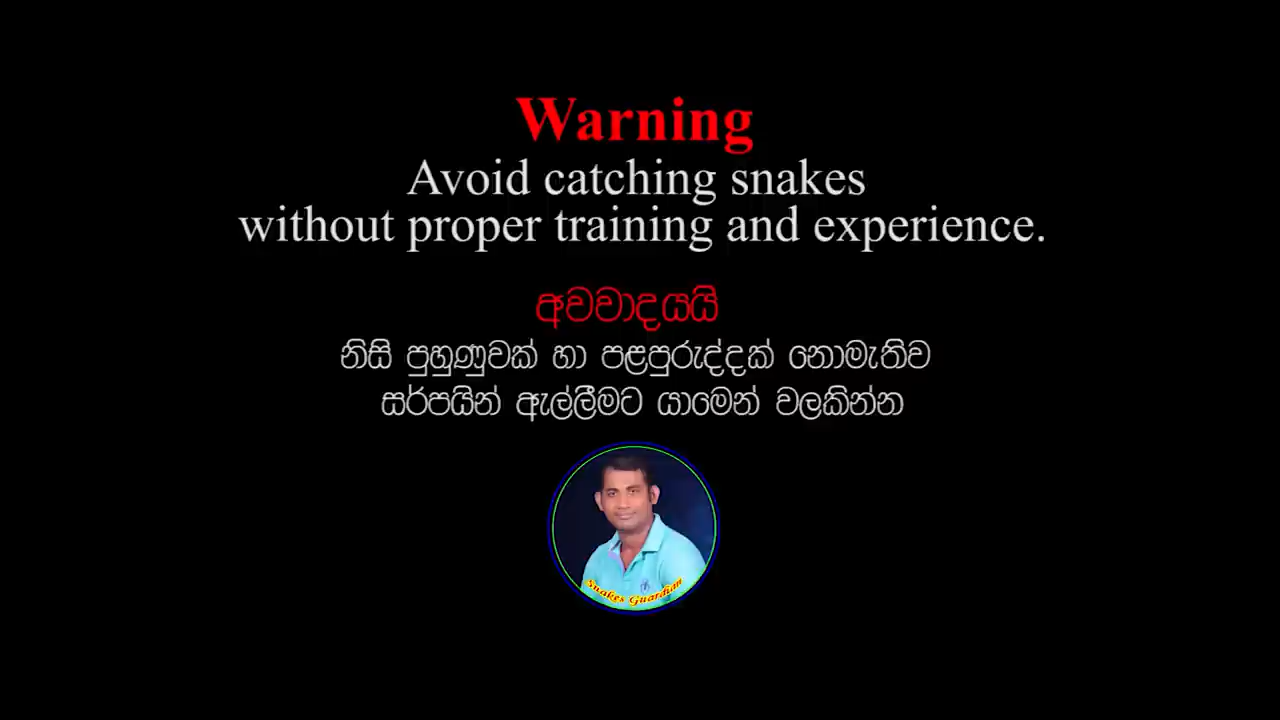 Warning
Avoid catching snakes
without proper training and experience.
අවවාදයයි
නිසි පුහුණුවක් හා පළපුරුද්දක් නොමැතිව
සර්පයින් ඇල්ලීමට යාමෙන් වලකින්න
Snakes Guardian